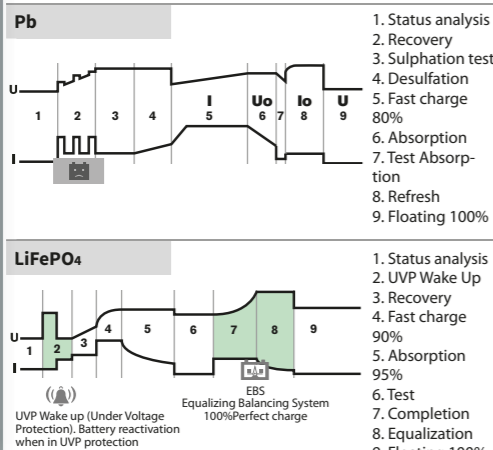 Pb
1. Status analysis
2. Recovery
3. Sulphation test
4. Desulfation
5. Fast charge
80%
6. Absorption
7. Test Absorp-
tion
8. Refresh
9. Floating 100%
U
I Uo Io U
1 2 3 4 5 6 7 8 9
I
LiFePO4
1. Status analysis
2. UVP Wake Up
3. Recovery
4. Fast charge
90%
5. Absorption
95%
6. Test
7. Completion
8. Equalization
9. Floating 100%
U
1 2 3 4 5 6 7 8 9
I
UVP Wake up (Under Voltage
Protection). Battery reactivation
when in UVP protection
EBS
Equalizing Balancing System
100%Perfect charge